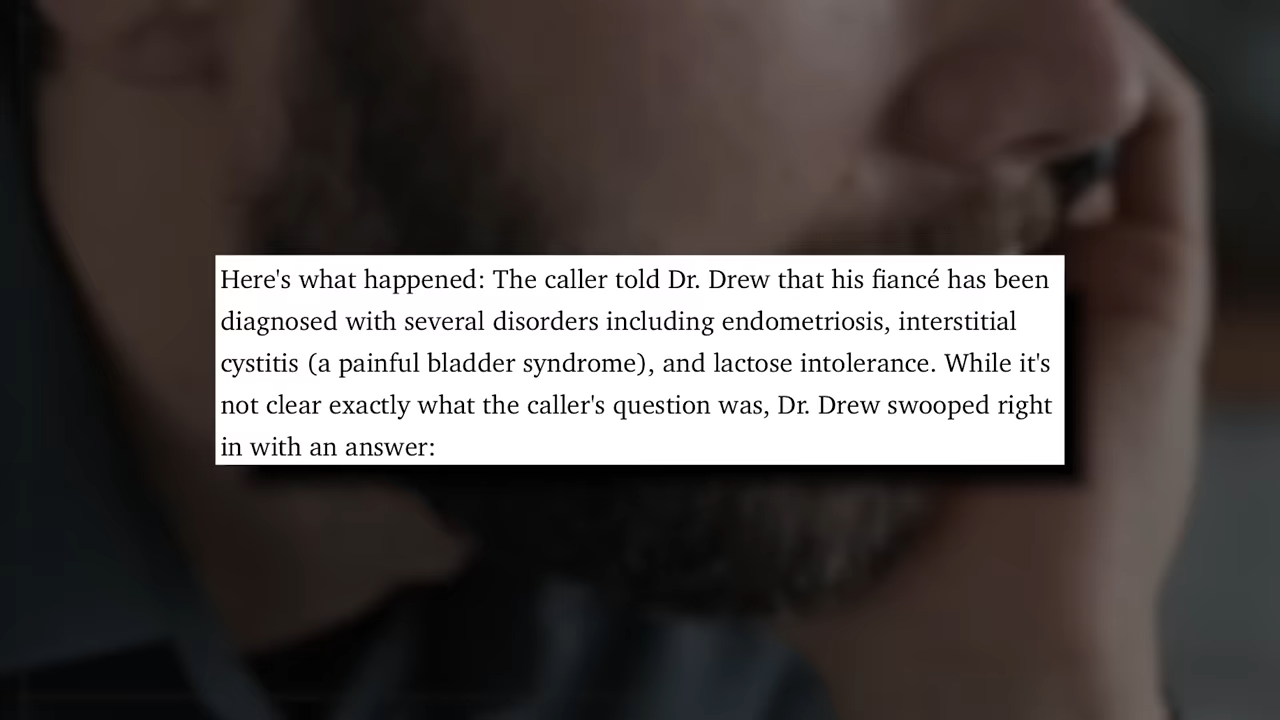 Here's what happened: The caller told Dr. Drew that his fiancé has been
diagnosed with several disorders including endometriosis, interstitial
cystitis (a painful bladder syndrome), and lactose intolerance. While it's
not clear exactly what the caller's question was, Dr. Drew swooped right
in with an answer: